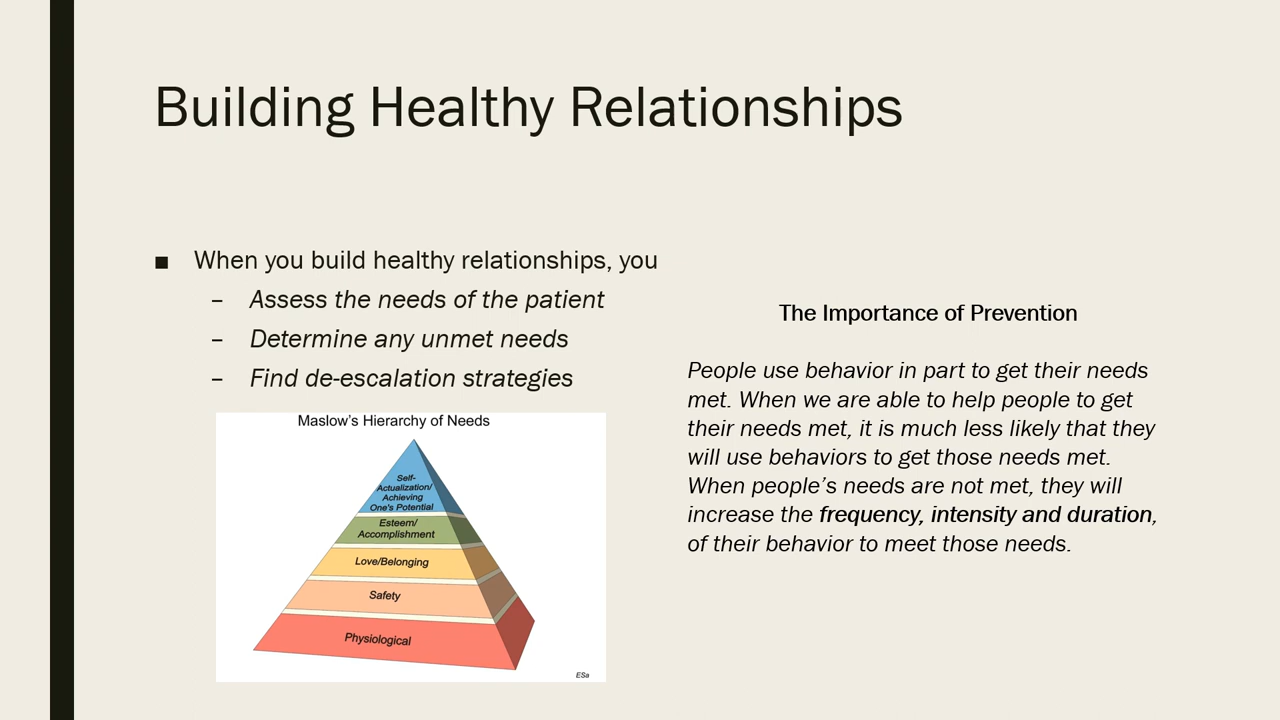 Building Healthy Relationships
■ When you build healthy relationships, you
– Assess the needs of the patient
– Determine any unmet needs
– Find de-escalation strategies
Maslow's Hierarchy of Needs
Self-
Actualization/
Achieving
One's Potential
Esteem/
Accomplishment
Love/Belonging
Safety
Physiological
ESa
The Importance of Prevention
People use behavior in part to get their needs
met. When we are able to help people to get
their needs met, it is much less likely that they
will use behaviors to get those needs met.
When people’s needs are not met, they will
increase the frequency, intensity and duration,
of their behavior to meet those needs.